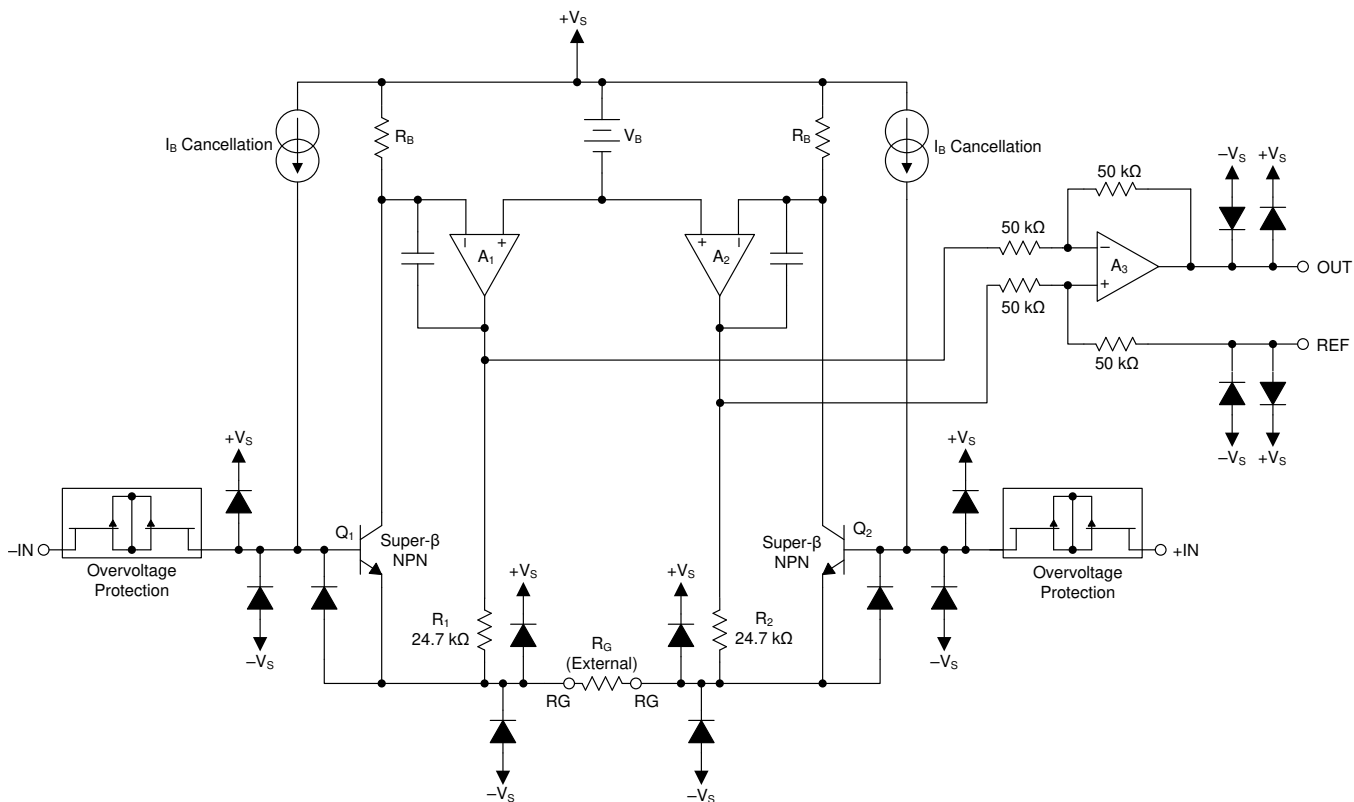 +VS
IB Cancellation
RB
VB
RB
IB Cancellation
–VS
+VS
50 kΩ
50 kΩ
–
+
A1
+
–
A2
–
+
A3
OUT
50 kΩ
50 kΩ
REF
–VS
+VS
+VS
+VS
–IN
Overvoltage
Protection
Q1
Super-β
NPN
Q2
Super-β
NPN
+IN
Overvoltage
Protection
–VS
+VS
R1
24.7 kΩ
RG
(External)
+VS
R2
24.7 kΩ
–VS
RG
RG
–VS
–VS